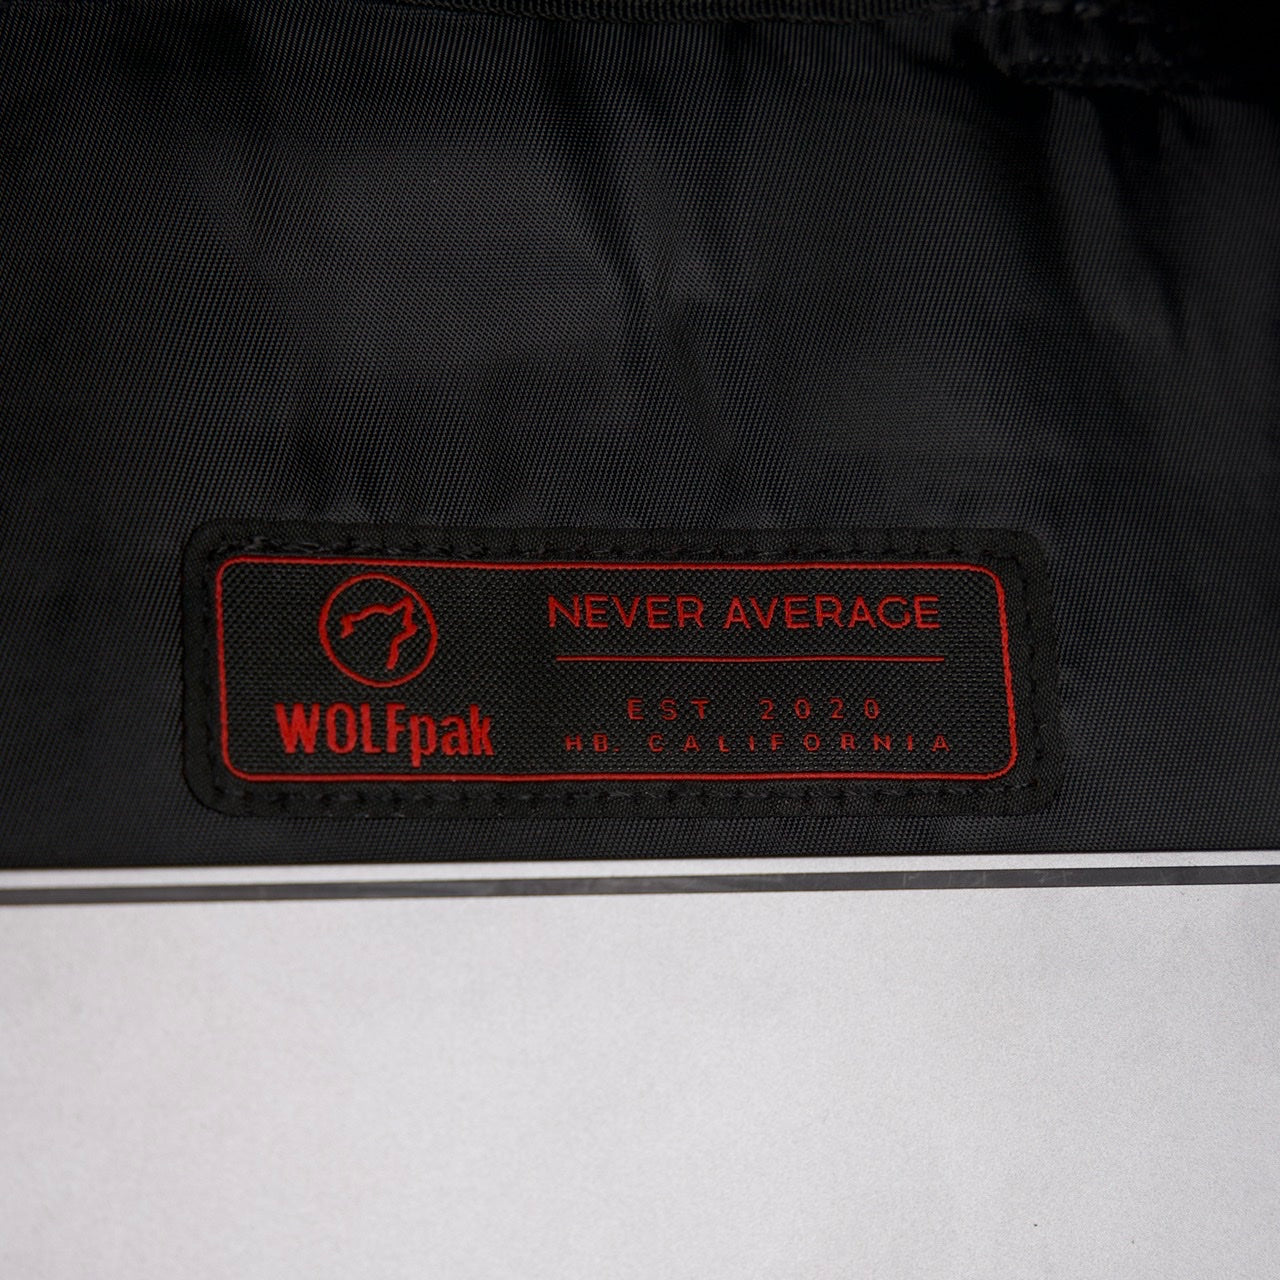 WOLFpak
NEVER AVERAGE
EST 2020
HB. CALIFORNIA